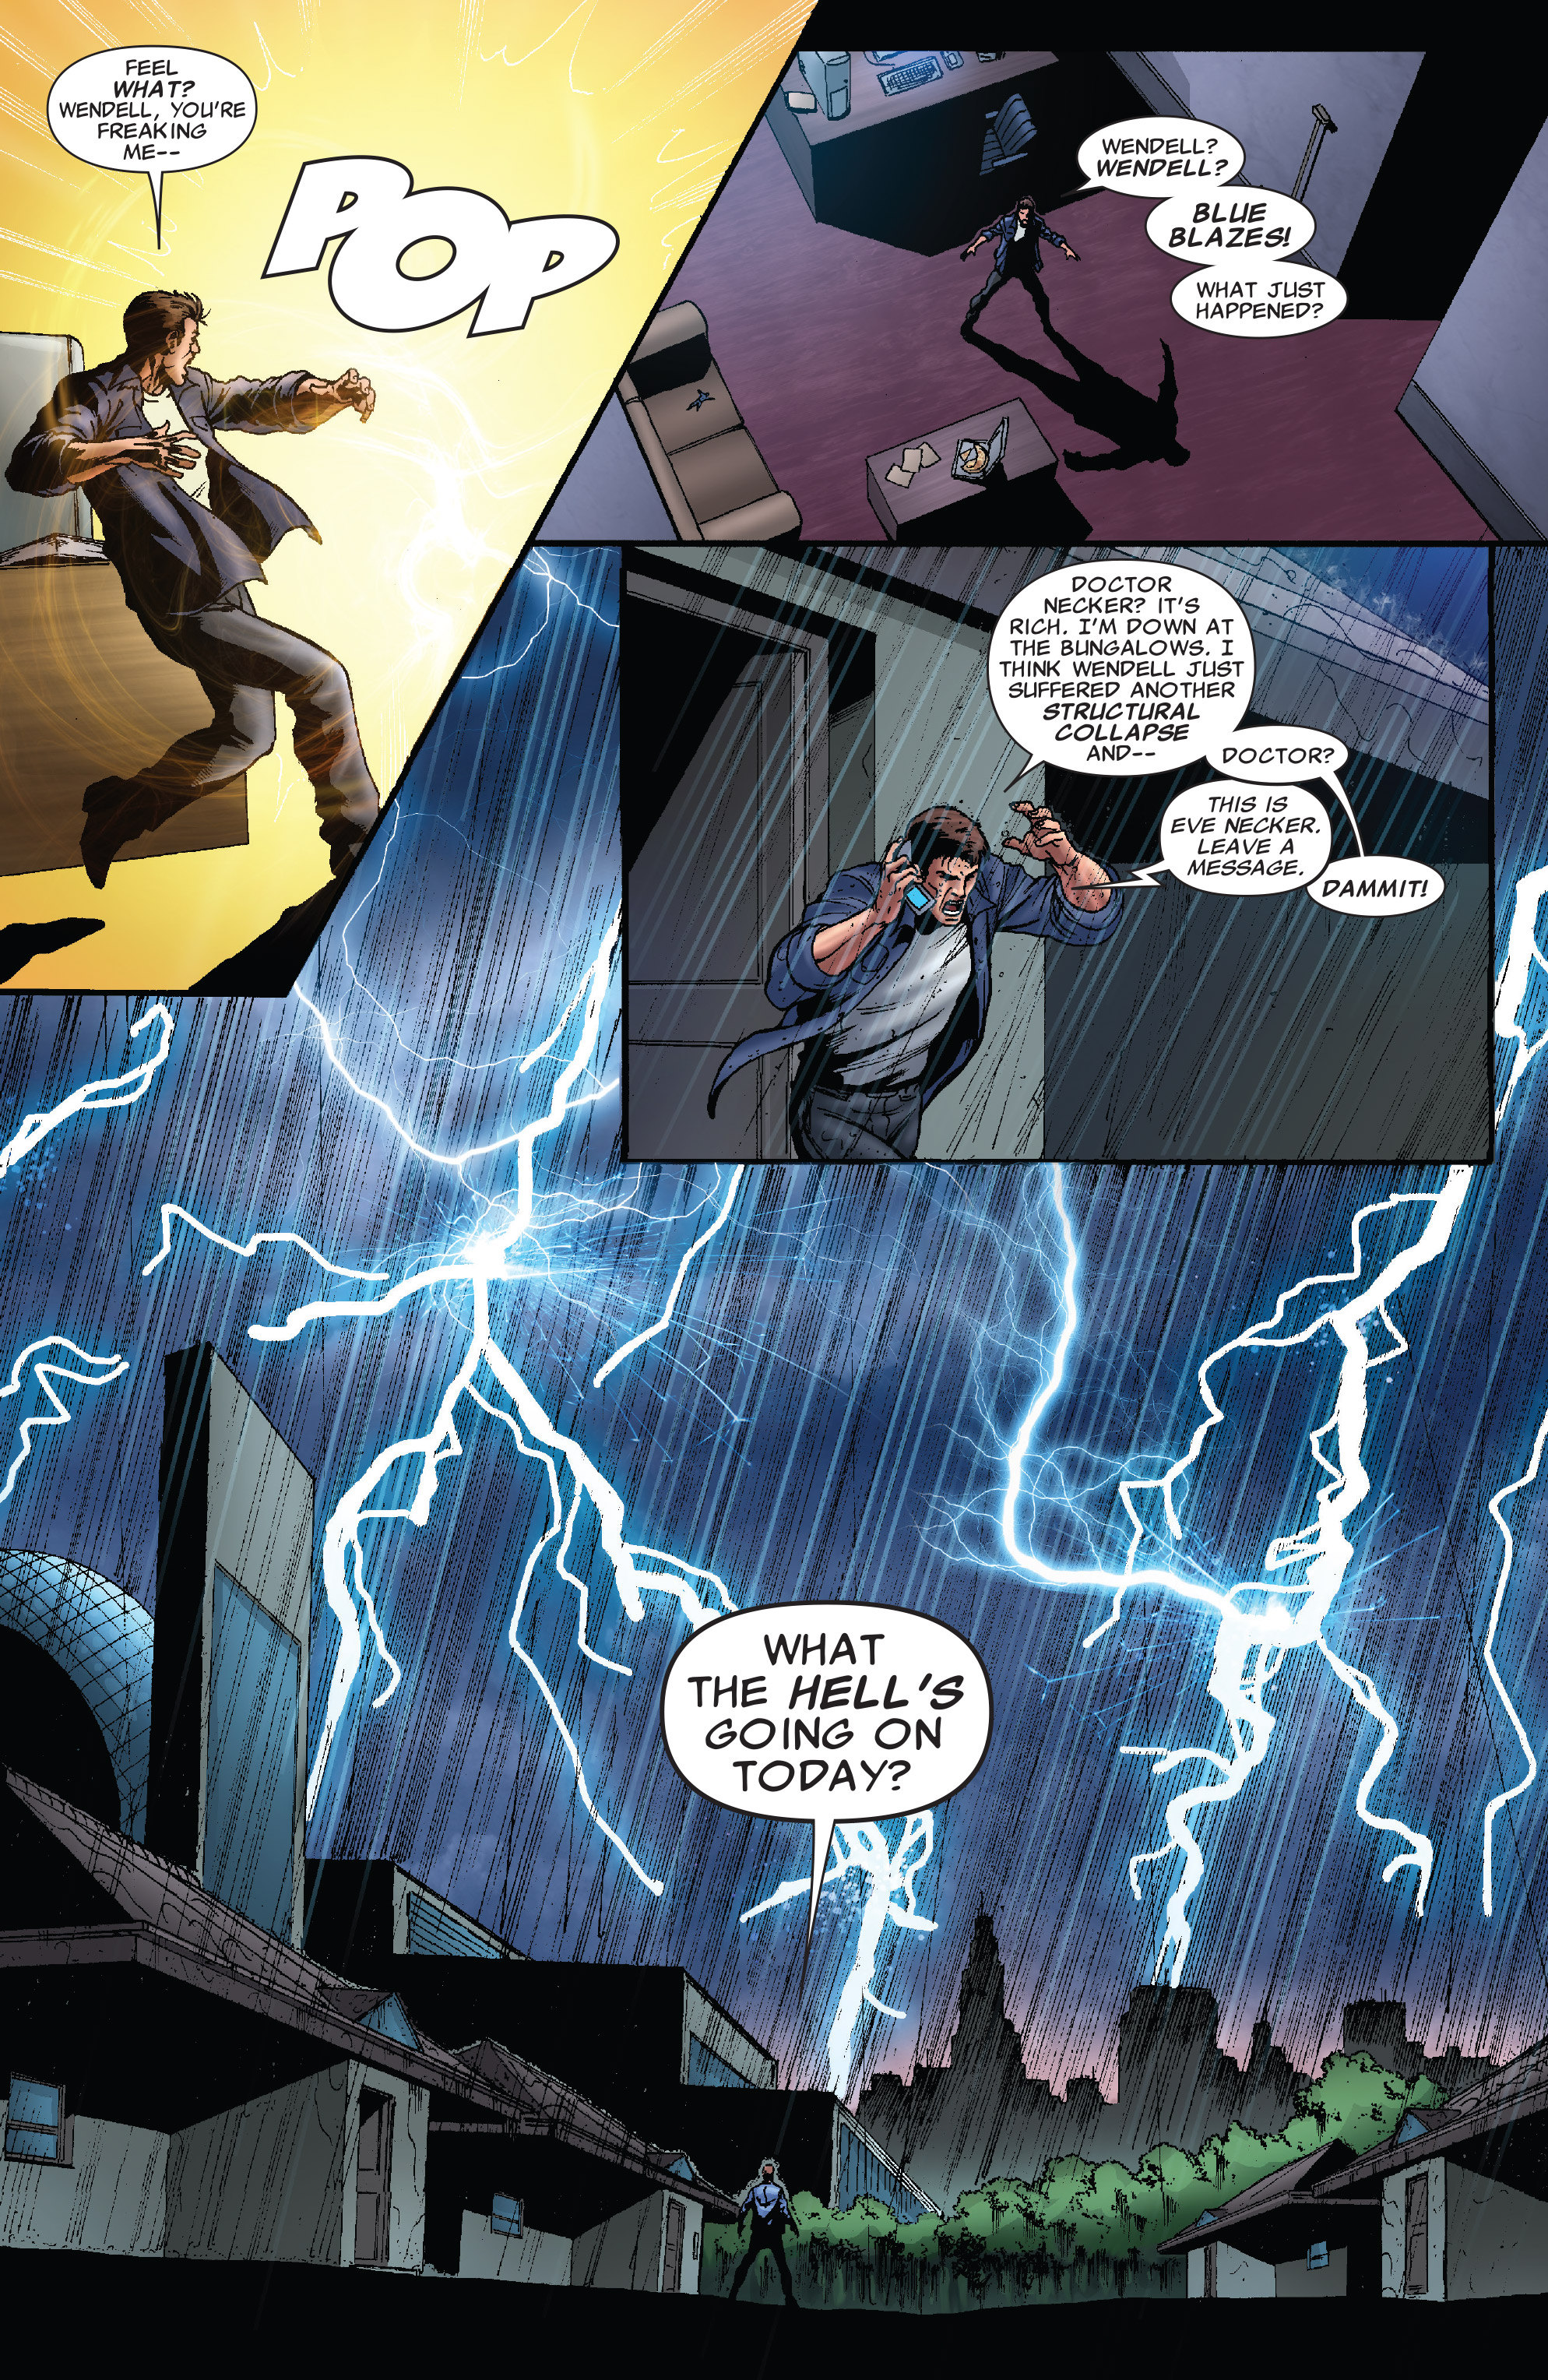 FEEL
WHAT?
WENDELL, YOU'RE
FREAKING
ME--
POP
WENDELL?
WENDELL?
BLUE
BLAZES!
WHAT JUST
HAPPENED?
DOCTOR
NECKER? IT'S
RICH. I'M DOWN AT
THE BUNGALOWS. I
THINK WENDELL JUST
SUFFERED ANOTHER
STRUCTURAL
COLLAPSE
AND--
DOCTOR?
THIS IS
EVE NECKER.
LEAVE A
MESSAGE.
DAMMIT!
WHAT
THE HELL'S
GOING ON
TODAY?